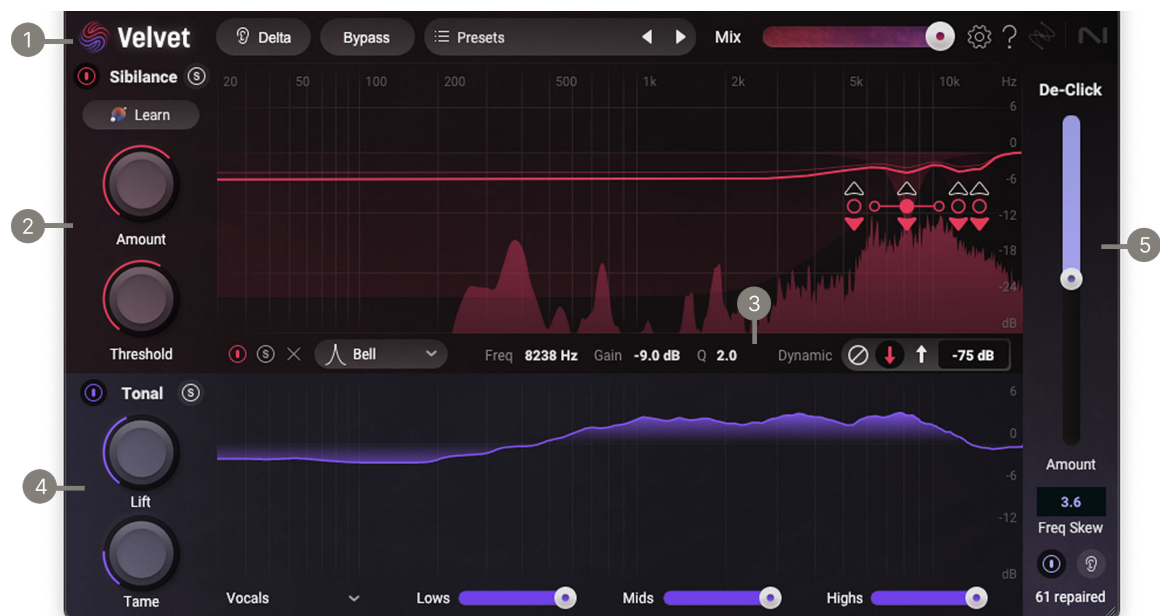 1
Velvet
Delta
Bypass
Presets
Mix
Sibilance S
Learn
Amount
Threshold
2
20 50 100 200 500 1k 2k 5k 10k Hz
6
0
-6
-12
-18
-24
dB
3
S Bell Freq 8238 Hz Gain -9.0 dB Q 2.0 Dynamic -75 dB
4
Tonal S
Lift
Tame
6
0
-6
-12
dB
Vocals Lows Mids Highs
De-Click
5
Amount
3.6
Freq Skew
61 repaired